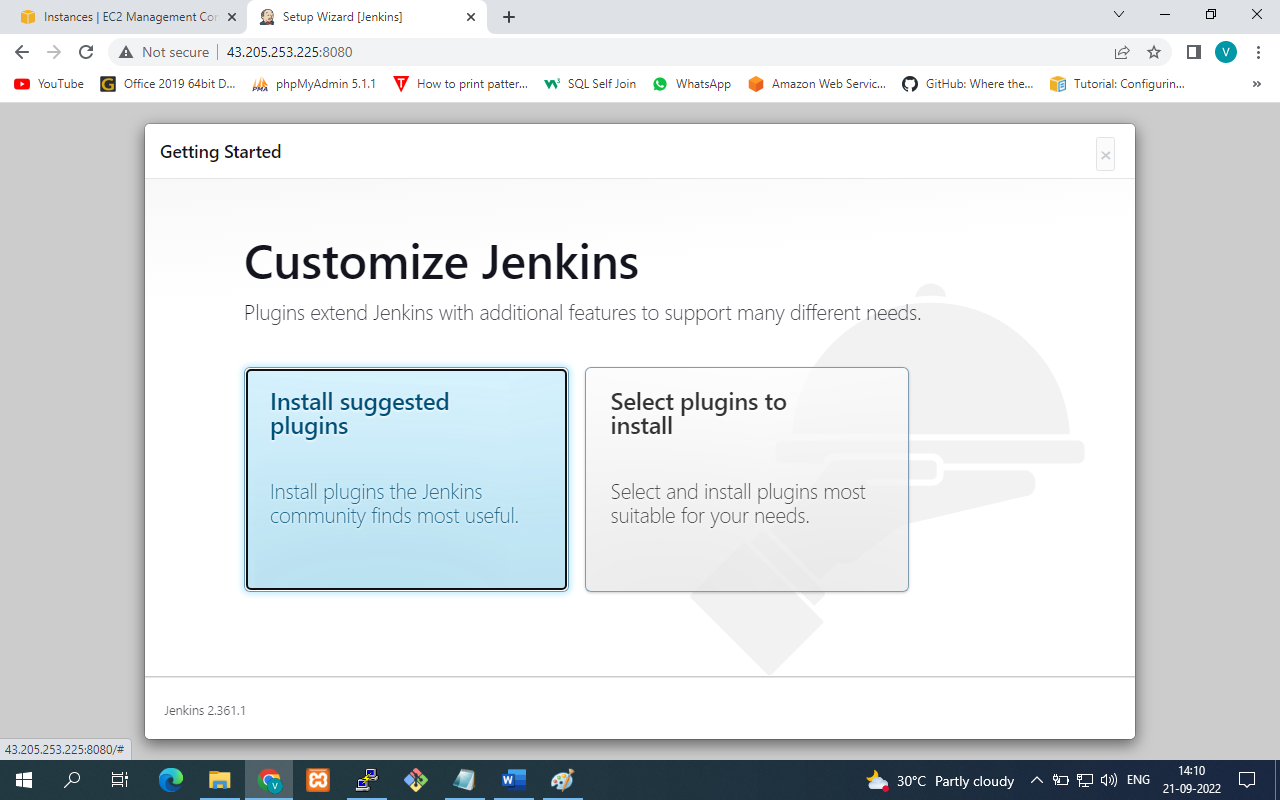 Instances | EC2 Management Con
Setup Wizard [Jenkins]
Not secure
43.205.253.225:8080
V
YouTube
G
Office 2019 64bit D...
PMA
phpMyAdmin 5.1.1
T
How to print patter...
W3
SQL Self Join
WhatsApp
Amazon Web Servic...
GitHub: Where the...
Tutorial: Configurin...
»
Getting Started
×
Customize Jenkins
Plugins extend Jenkins with additional features to support many different needs.
Install suggested
plugins
Install plugins the Jenkins
community finds most useful.
Select plugins to
install
Select and install plugins most
suitable for your needs.
Jenkins 2.361.1
43.205.253.225:8080/#
V
W
30°C Partly cloudy
ENG
14:10
21-09-2022